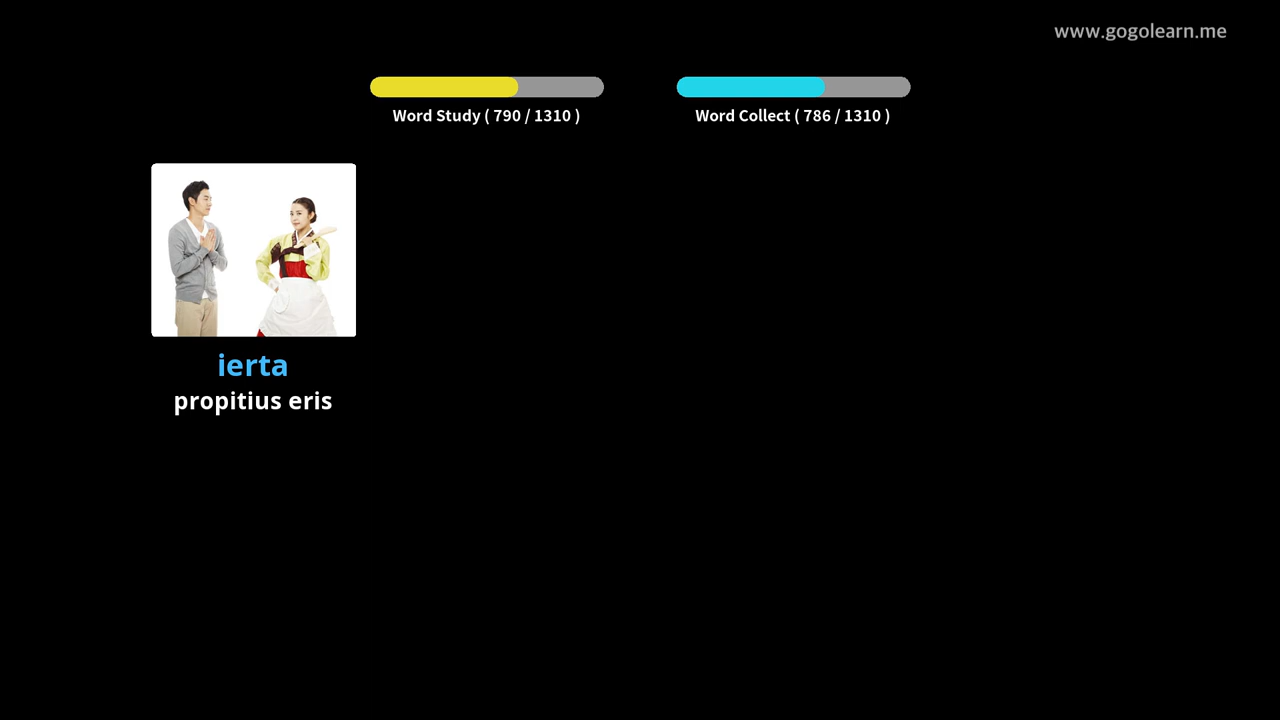 www.gogolearn.me
Word Study ( 790 / 1310 )
Word Collect ( 786 / 1310 )
ierta
propitius eris